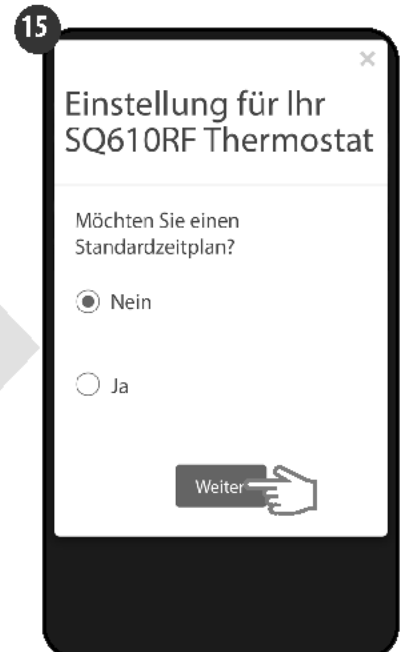 15
×
Einstellung für Ihr
SQ610RF Thermostat
Möchten Sie einen
Standardzeitplan?
Nein
Ja
Weiter